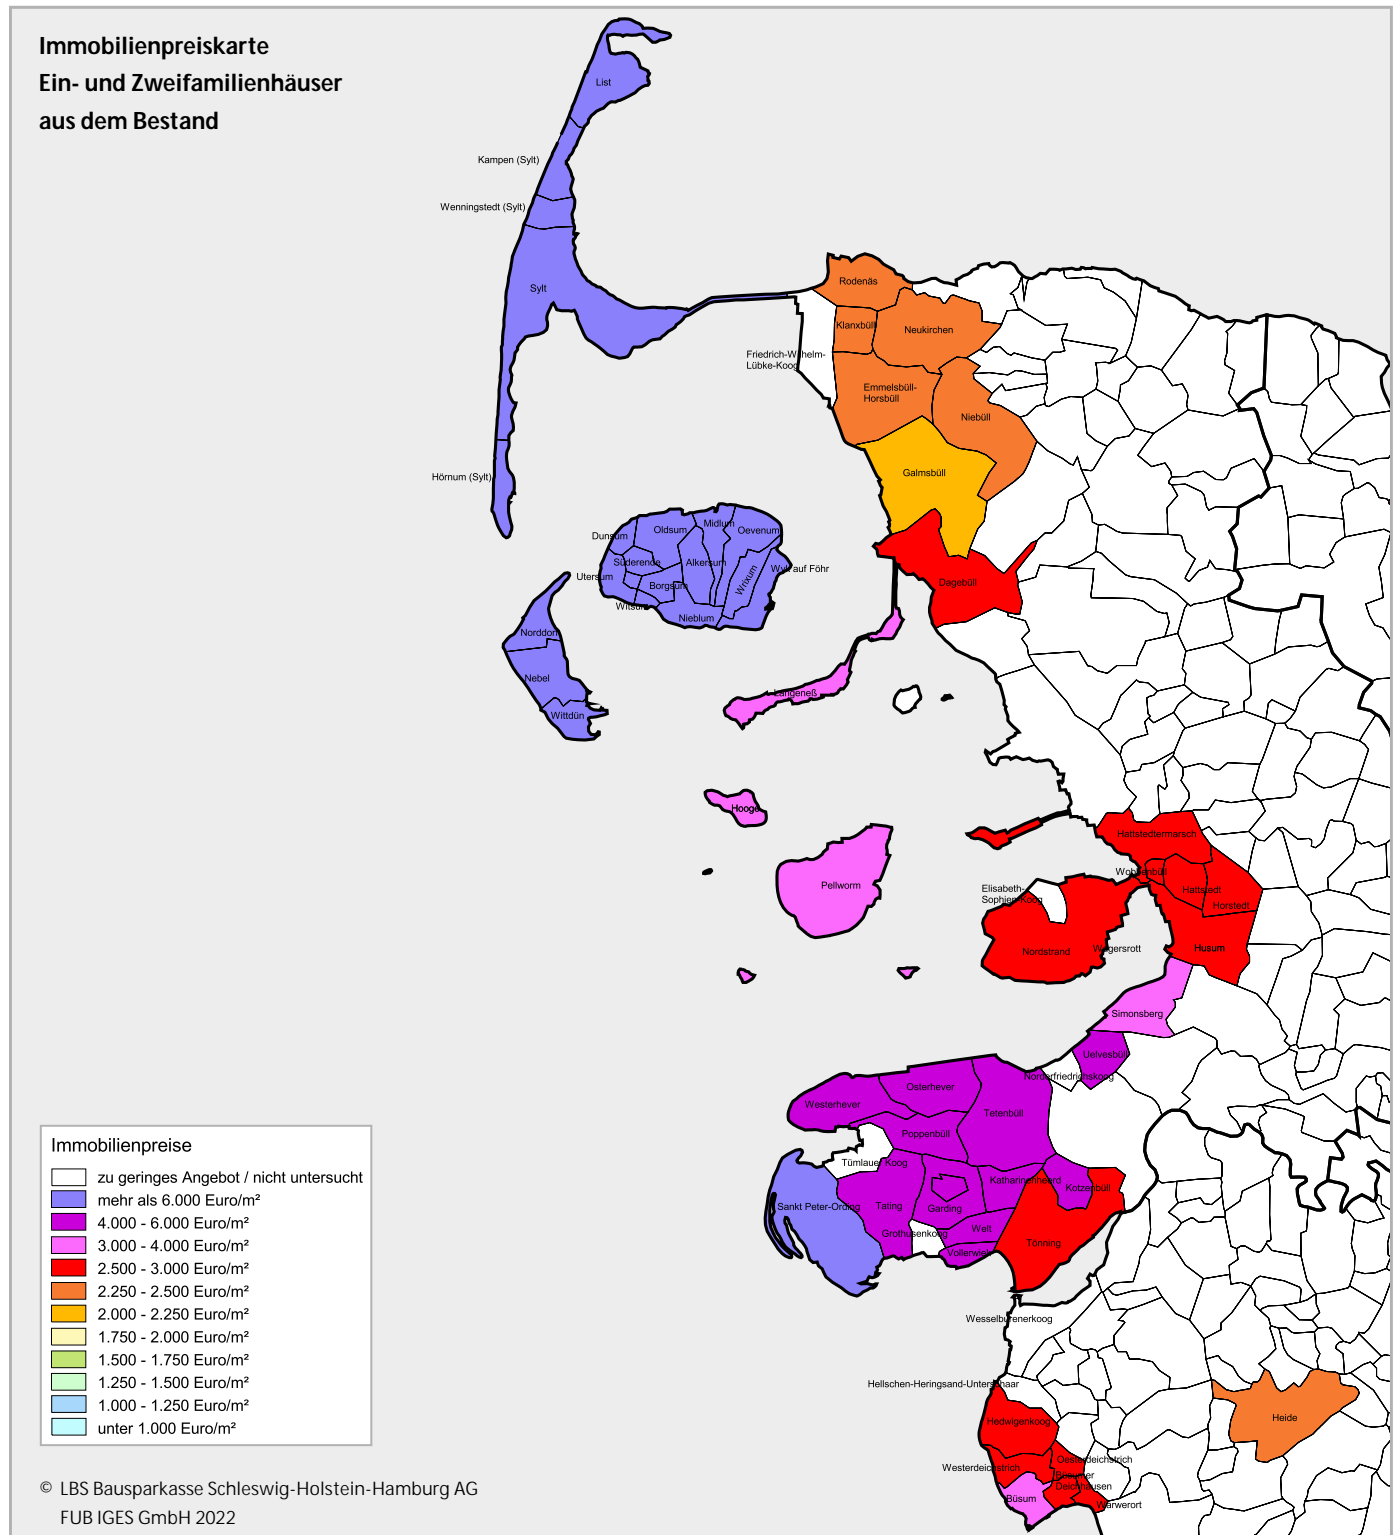 Immobilienpreiskarte
Ein- und Zweifamilienhäuser
aus dem Bestand
List
Kampen (Sylt)
Wenningstedt (Sylt)
Sylt
Hörnum (Sylt)
Rodenäs
Klanxbüll
Neukirchen
Friedrich-Wilhelm-
Lübke-Koog
Emmelsbüll-
Horsbüll
Niebüll
Galmsbüll
Dagebüll
Dunsum
Oldsum
Midlum
Oevenum
Süderende
Alkersum
Wrixum
Wyk auf Föhr
Utersum
Borgsum
Witsum
Nieblum
Norddorf
Nebel
Wittdün
Langeneß
Hooge
Pellworm
Hattstedtermarsch
Wobbenbüll
Hattstedt
Horstedt
Elisabeth-
Sophien-Koog
Nordstrand
Wögersrott
Husum
Simonsberg
Uelvesbüll
Norderfriedrichskoog
Osterhever
Westerhever
Tetenbüll
Poppenbüll
Tümlauer Koog
Katharinenheerd
Kotzenbüll
Sankt Peter-Ording
Tating
Garding
Grothusenkoog
Welt
Vollerwiek
Tönning
Wesselburenerkoog
Hellschen-Heringsand-Unterschaar
Hedwigenkoog
Heide
Westerdeichstrich
Oesterdeichstrich
Büsumer
Deichhausen
Büsum
Warwerort
Immobilienpreise
zu geringes Angebot / nicht untersucht
mehr als 6.000 Euro/m²
4.000 - 6.000 Euro/m²
3.000 - 4.000 Euro/m²
2.500 - 3.000 Euro/m²
2.250 - 2.500 Euro/m²
2.000 - 2.250 Euro/m²
1.750 - 2.000 Euro/m²
1.500 - 1.750 Euro/m²
1.250 - 1.500 Euro/m²
1.000 - 1.250 Euro/m²
unter 1.000 Euro/m²
© LBS Bausparkasse Schleswig-Holstein-Hamburg AG
FUB IGES GmbH 2022